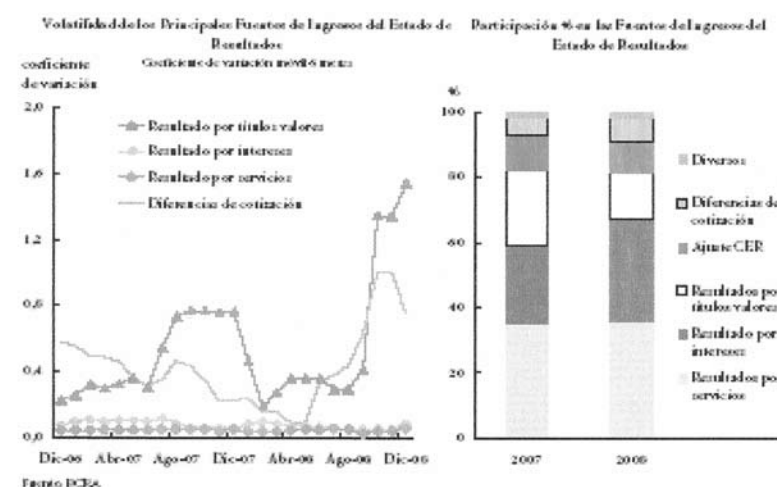 Volatilidad de los Principales Fuentes de Ingresos del Estado de
Resultados
Coeficiente de variación móvil 6 meses
coeficiente
de variación
2,0
1,6
1,2
0,8
0,4
0,0
Resultado por títulos valores
Resultado por intereses
Resultado por servicios
Diferencias de cotización
Dic-06 Abr-07 Ago-07 Dic-07 Abr-08 Ago-08 Dic-08
Fuente: BCRA.
Participación % en las Fuentes de Ingresos del
Estado de Resultados
%
100
80
60
40
20
0
2007 2008
Diversos
Diferencias de
cotización
Ajuste CER
Resultados por
títulos valores
Resultado por
intereses
Resultados por
servicios